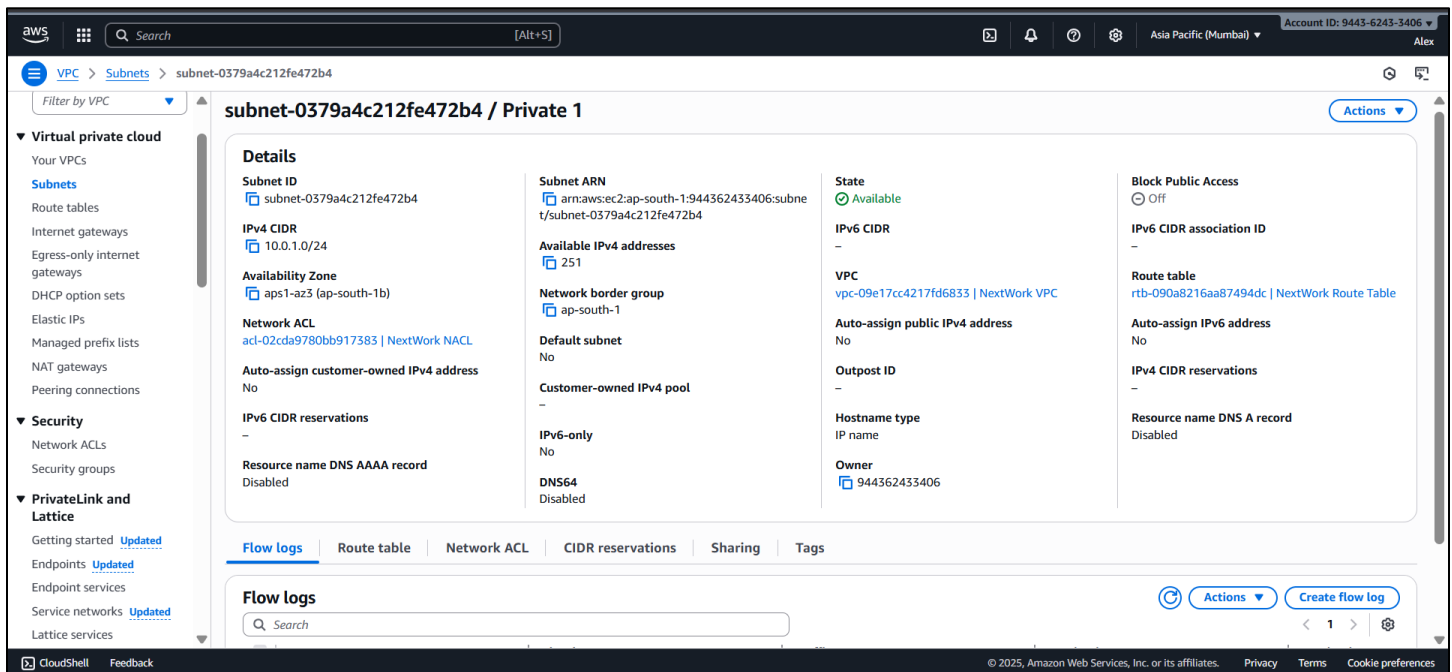 aws
Search
[Alt+S]
Asia Pacific (Mumbai)
Account ID: 9443-6243-3406
Alex
VPC > Subnets > subnet-0379a4c212fe472b4
Filter by VPC
Virtual private cloud
Your VPCs
Subnets
Route tables
Internet gateways
Egress-only internet
gateways
DHCP option sets
Elastic IPs
Managed prefix lists
NAT gateways
Peering connections
Security
Network ACLs
Security groups
PrivateLink and
Lattice
Getting started Updated
Endpoints Updated
Endpoint services
Service networks Updated
Lattice services
subnet-0379a4c212fe472b4 / Private 1
Actions
Details
Subnet ID
subnet-0379a4c212fe472b4
IPv4 CIDR
10.0.1.0/24
Availability Zone
aps1-az3 (ap-south-1b)
Network ACL
acl-02cda9780bb917383 | NextWork NACL
Auto-assign customer-owned IPv4 address
No
IPv6 CIDR reservations
–
Resource name DNS AAAA record
Disabled
Subnet ARN
arn:aws:ec2:ap-south-1:944362433406:subne
t/subnet-0379a4c212fe472b4
Available IPv4 addresses
251
Network border group
ap-south-1
Default subnet
No
Customer-owned IPv4 pool
–
IPv6-only
No
DNS64
Disabled
State
Available
IPv6 CIDR
–
VPC
vpc-09e17cc4217fd6833 | NextWork VPC
Auto-assign public IPv4 address
No
Outpost ID
–
Hostname type
IP name
Owner
944362433406
Block Public Access
Off
IPv6 CIDR association ID
–
Route table
rtb-090a8216aa87494dc | NextWork Route Table
Auto-assign IPv6 address
No
IPv4 CIDR reservations
–
Resource name DNS A record
Disabled
Flow logs
Route table
Network ACL
CIDR reservations
Sharing
Tags
Flow logs
Actions
Create flow log
Search
1
CloudShell
Feedback
© 2025, Amazon Web Services, Inc. or its affiliates.
Privacy
Terms
Cookie preferences